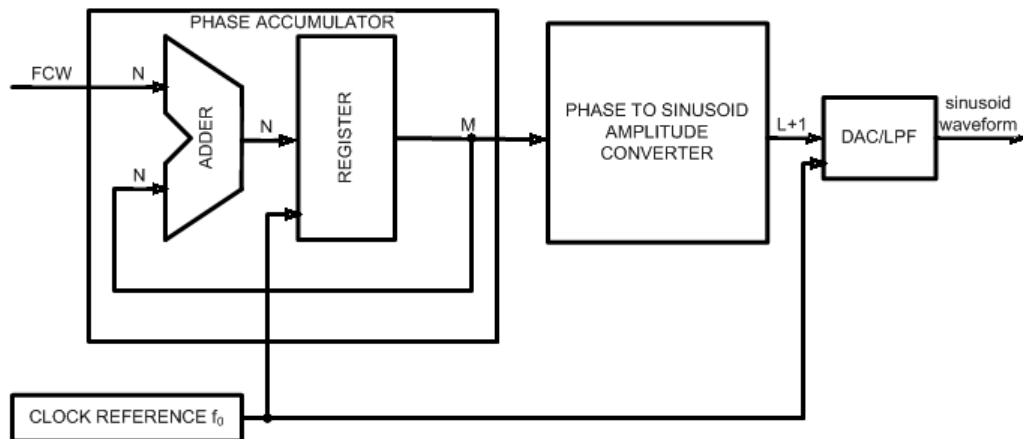 PHASE ACCUMULATOR
FCW
N
N
ADDER
N
REGISTER
M
PHASE TO SINUSOID
AMPLITUDE
CONVERTER
L+1
DAC/LPF
sinusoid
waveform
CLOCK REFERENCE f₀